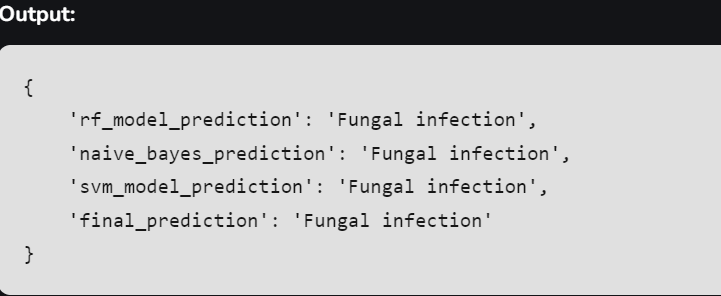 Output:
{
    'rf_model_prediction': 'Fungal infection',
    'naive_bayes_prediction': 'Fungal infection',
    'svm_model_prediction': 'Fungal infection',
    'final_prediction': 'Fungal infection'
}